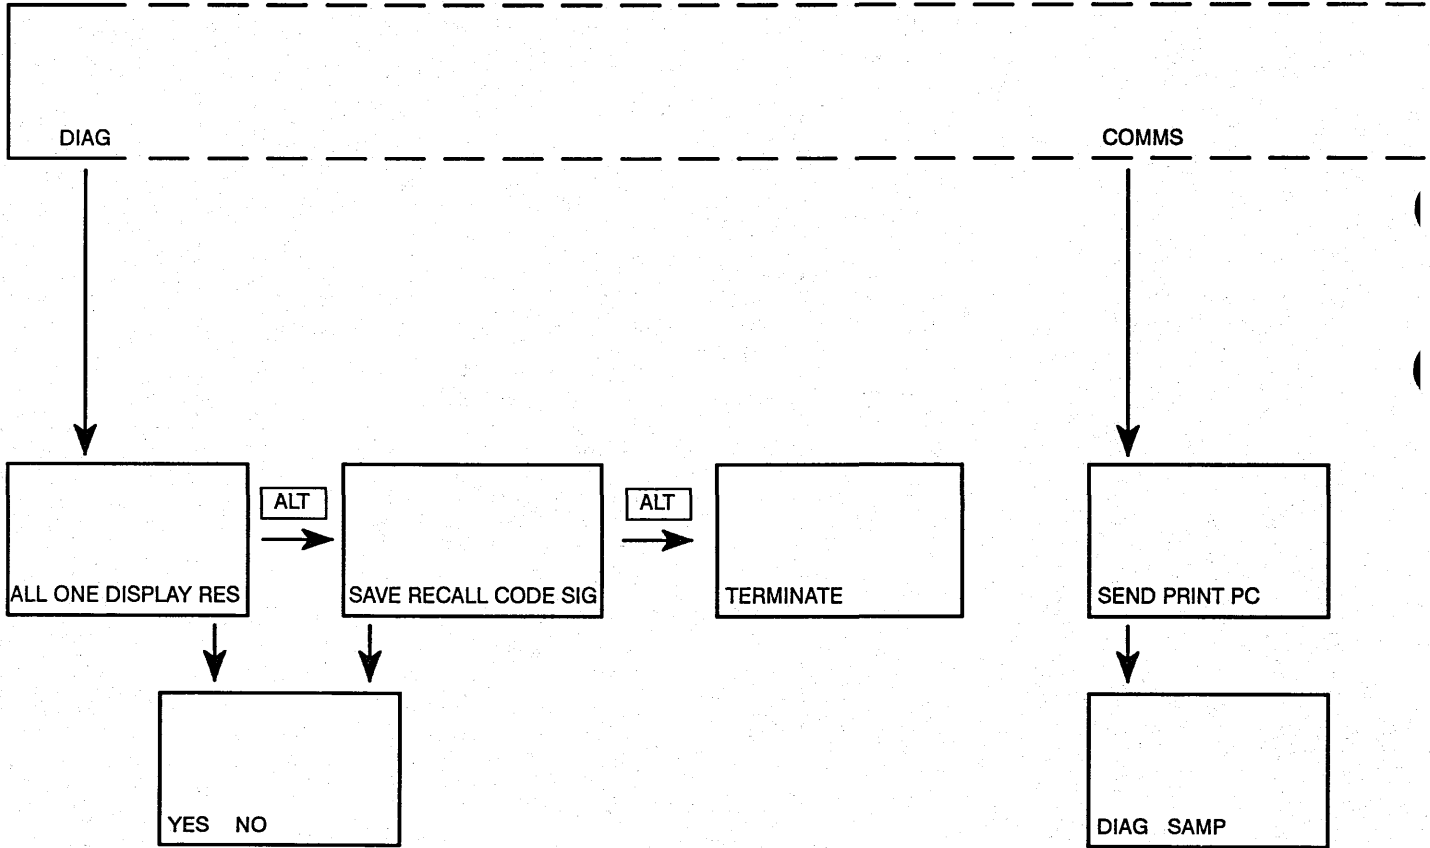 DIAG
COMMS
ALT
ALT
ALL ONE DISPLAY RES
SAVE RECALL CODE SIG
TERMINATE
SEND PRINT PC
YES NO
DIAG SAMP